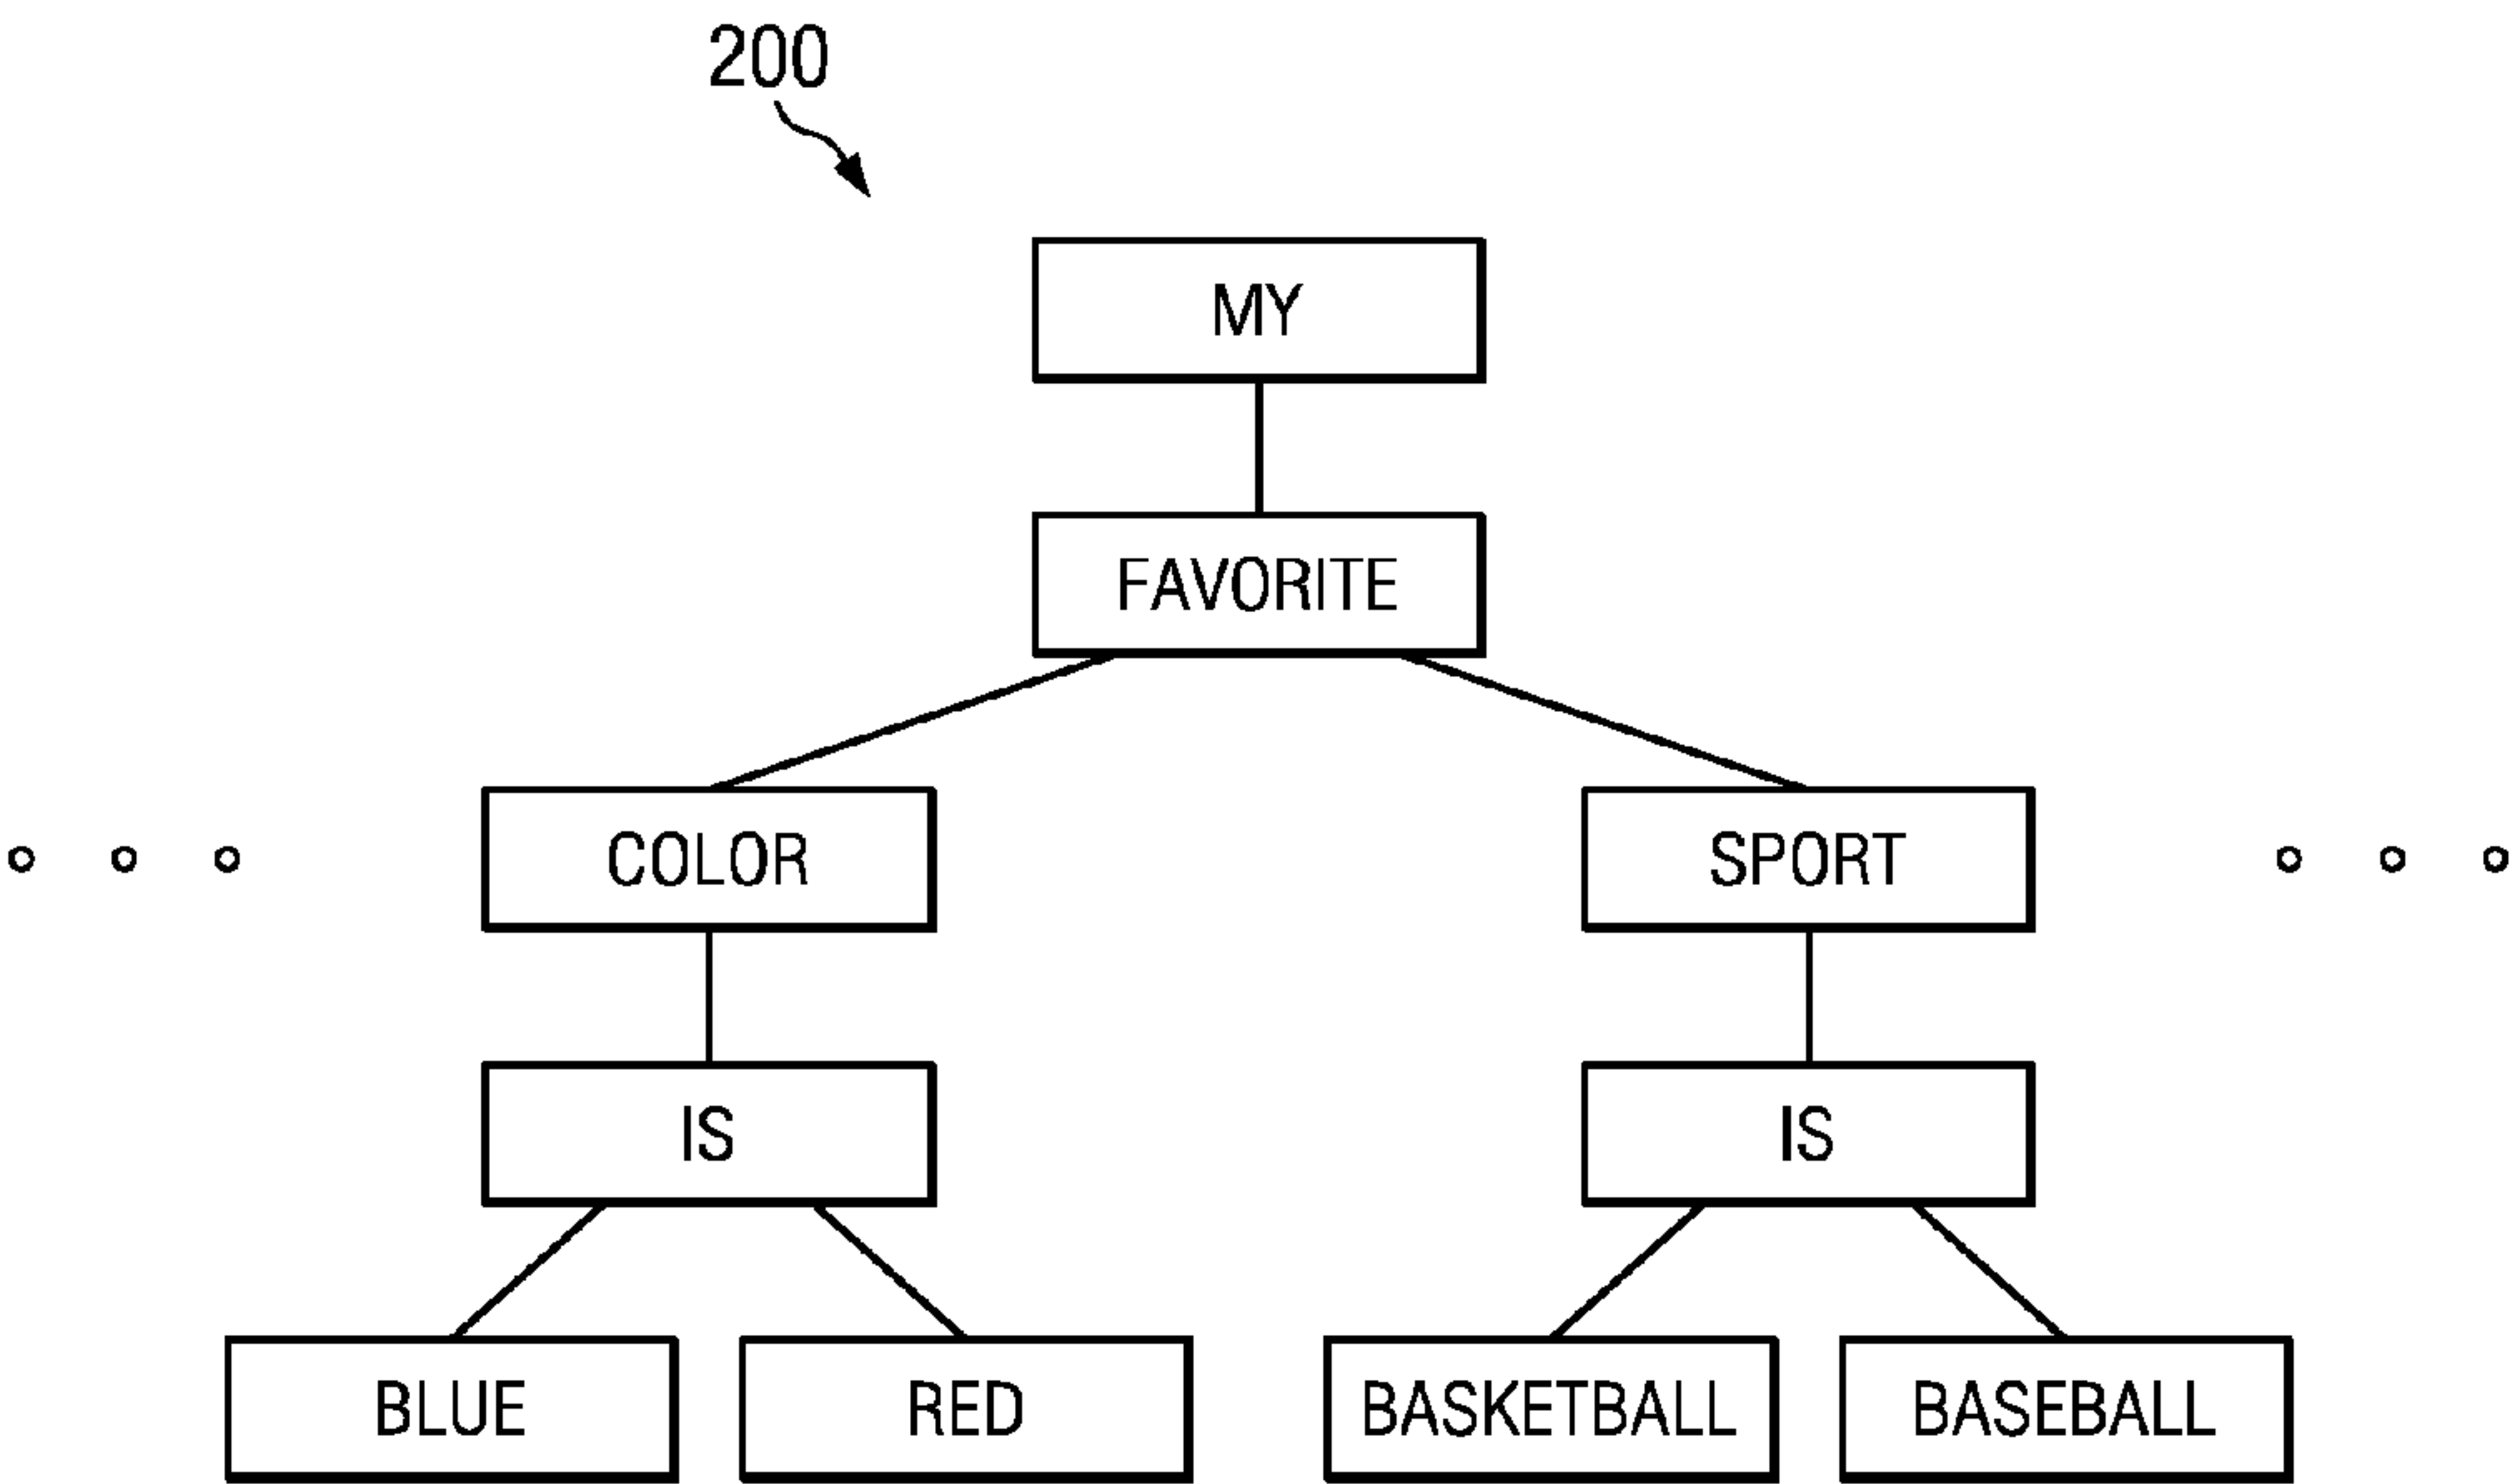 200
MY
FAVORITE
COLOR SPORT
IS IS
BLUE RED BASKETBALL BASEBALL